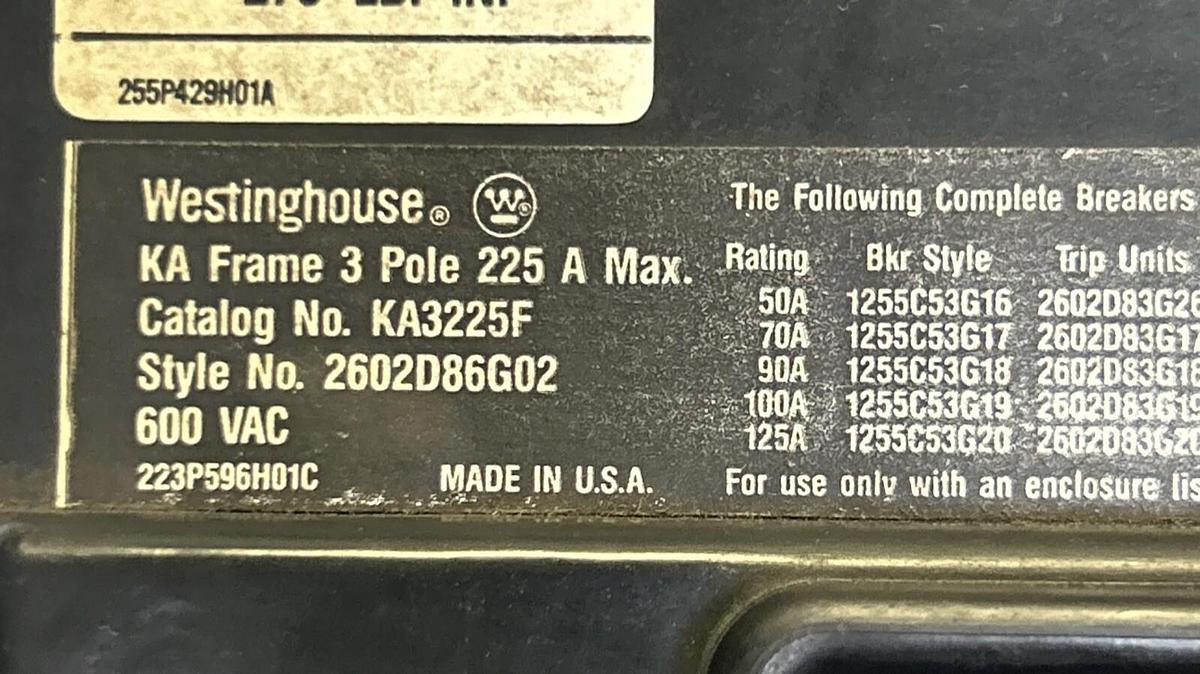 255P429H01A
Westinghouse®
KA Frame 3 Pole 225 A Max.
Catalog No. KA3225F
Style No. 2602D86G02
600 VAC
223P596H01C MADE IN U.S.A.
The Following Complete Breakers
Rating Bkr Style Trip Units
50A 1255C53G16
70A 1255C53G17
90A 1255C53G18
100A 1255C53G19
125A 1255C53G20
For use only with an enclosure